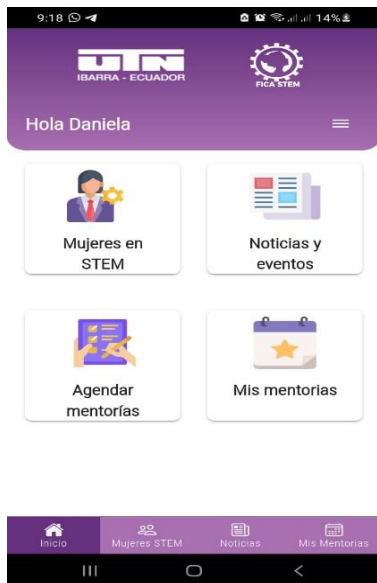 9:18
14%
UTN
IBARRA - ECUADOR
FICA STEM
Hola Daniela
Mujeres en
STEM
Noticias y
eventos
Agendar
mentorías
Mis mentorias
Inicio
Mujeres STEM
Noticias
Mis Mentorias